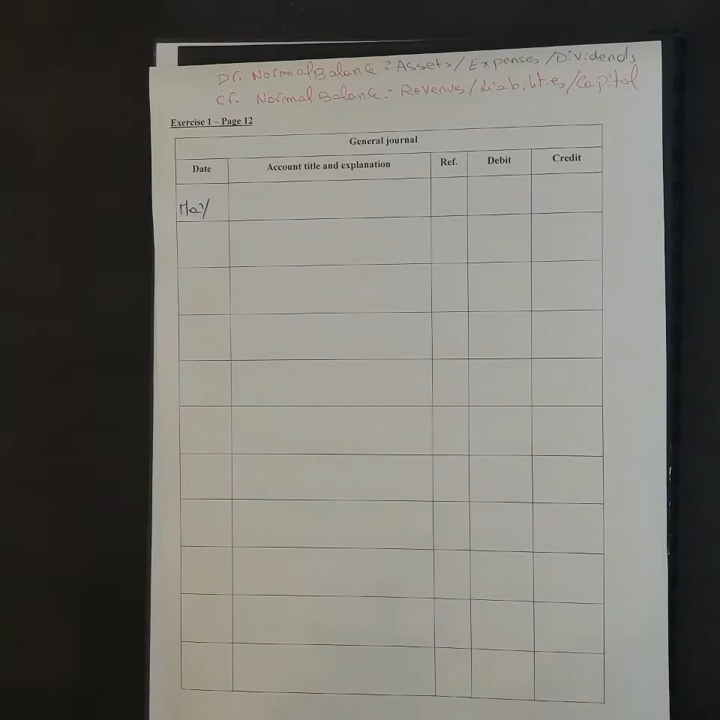 Dr. Normal Balance: Assets/Expenses/Dividends
Cr. Normal Balance: Revenus/Liabilities/Capital
Exercise 1 – Page 12
General journal
Date Account title and explanation Ref. Debit Credit
May